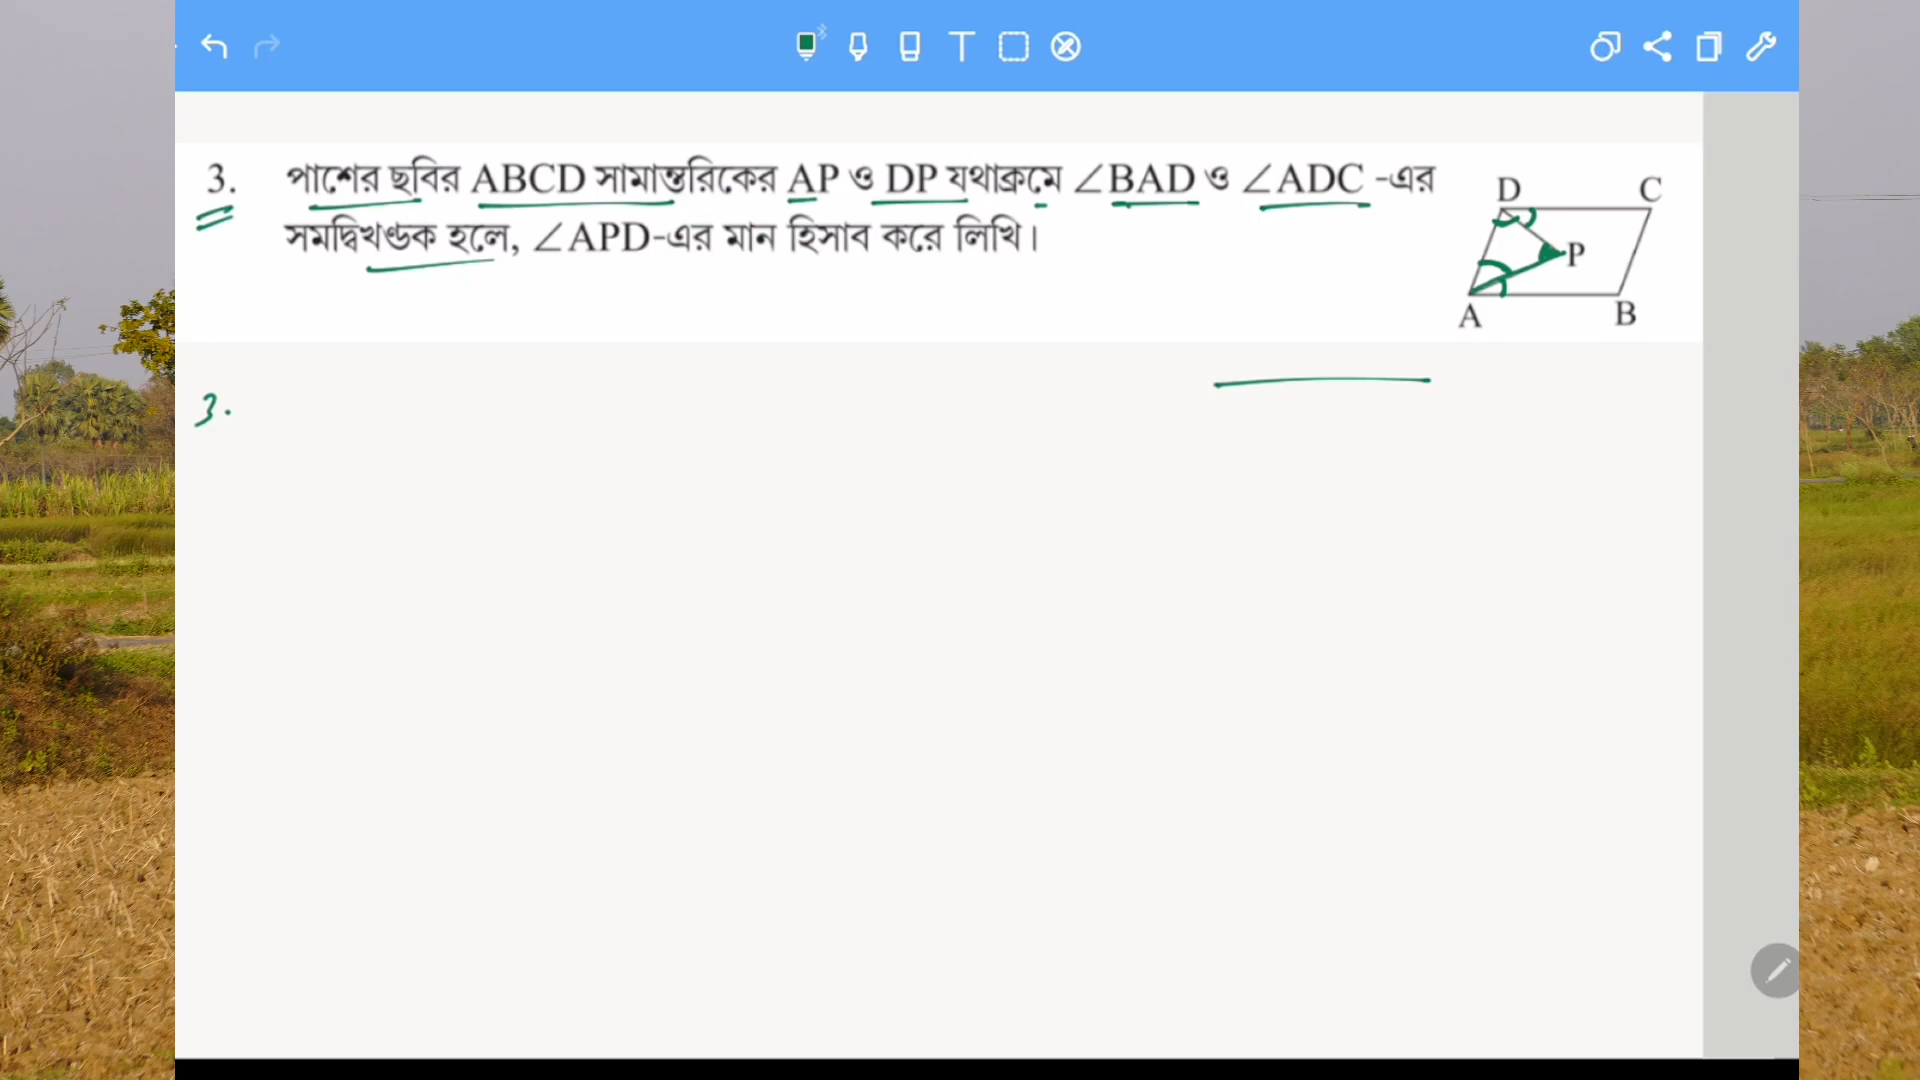 3. পাশের ছবির ABCD সামান্তরিকের AP ও DP যথাক্রমে ∠BAD ও ∠ADC -এর
সমদ্বিখণ্ডক হলে, ∠APD-এর মান হিসাব করে লিখি।
D C
P
A B
3.